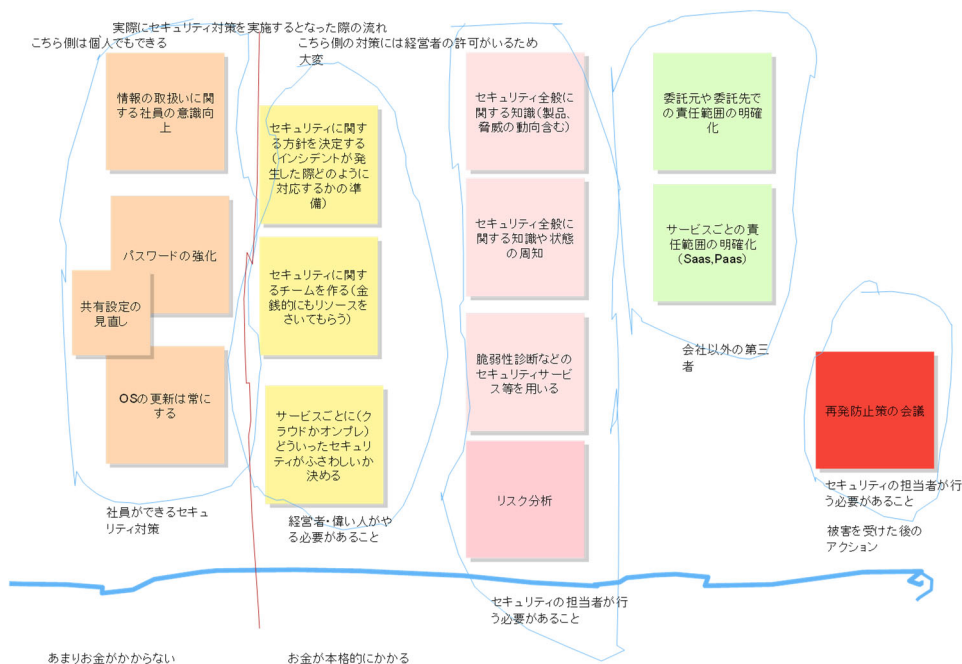 実際にセキュリティ対策を実施するとなった際の流れ
こちら側は個人でもできる
こちら側の対策には経営者の許可がいるため
大変
情報の取扱いに関
する社員の意識向
上
パスワードの強化
共有設定の
見直し
OSの更新は常に
する
社員ができるセキュ
リティ対策
セキュリティに関す
る方針を決定する
(インシデントが発
生した際どのように
対応するかの準
備)
セキュリティに関
するチームを作る(金
銭的にもリソースを
さいてもらう)
サービスごとに(ク
ラウドかオンプレ)
どういったセキュリ
ティがふさわしいか
決める
経営者・偉い人がや
る必要があること
セキュリティ全般に
関する知識(製品、
脅威の動向含む)
セキュリティ全般に
関する知識や状態
の周知
脆弱性診断などの
セキュリティサービ
ス等を用いる
リスク分析
セキュリティの担当者が行
う必要があること
委託元や委託先で
の責任範囲の明確
化
サービスごとの責
任範囲の明確化
(Saas,Paas)
会社以外の第三
者
再発防止策の会議
セキュリティの担当者が行
う必要があること
被害を受けた後の
アクション
あまりお金がかからない
お金が本格的にかかる